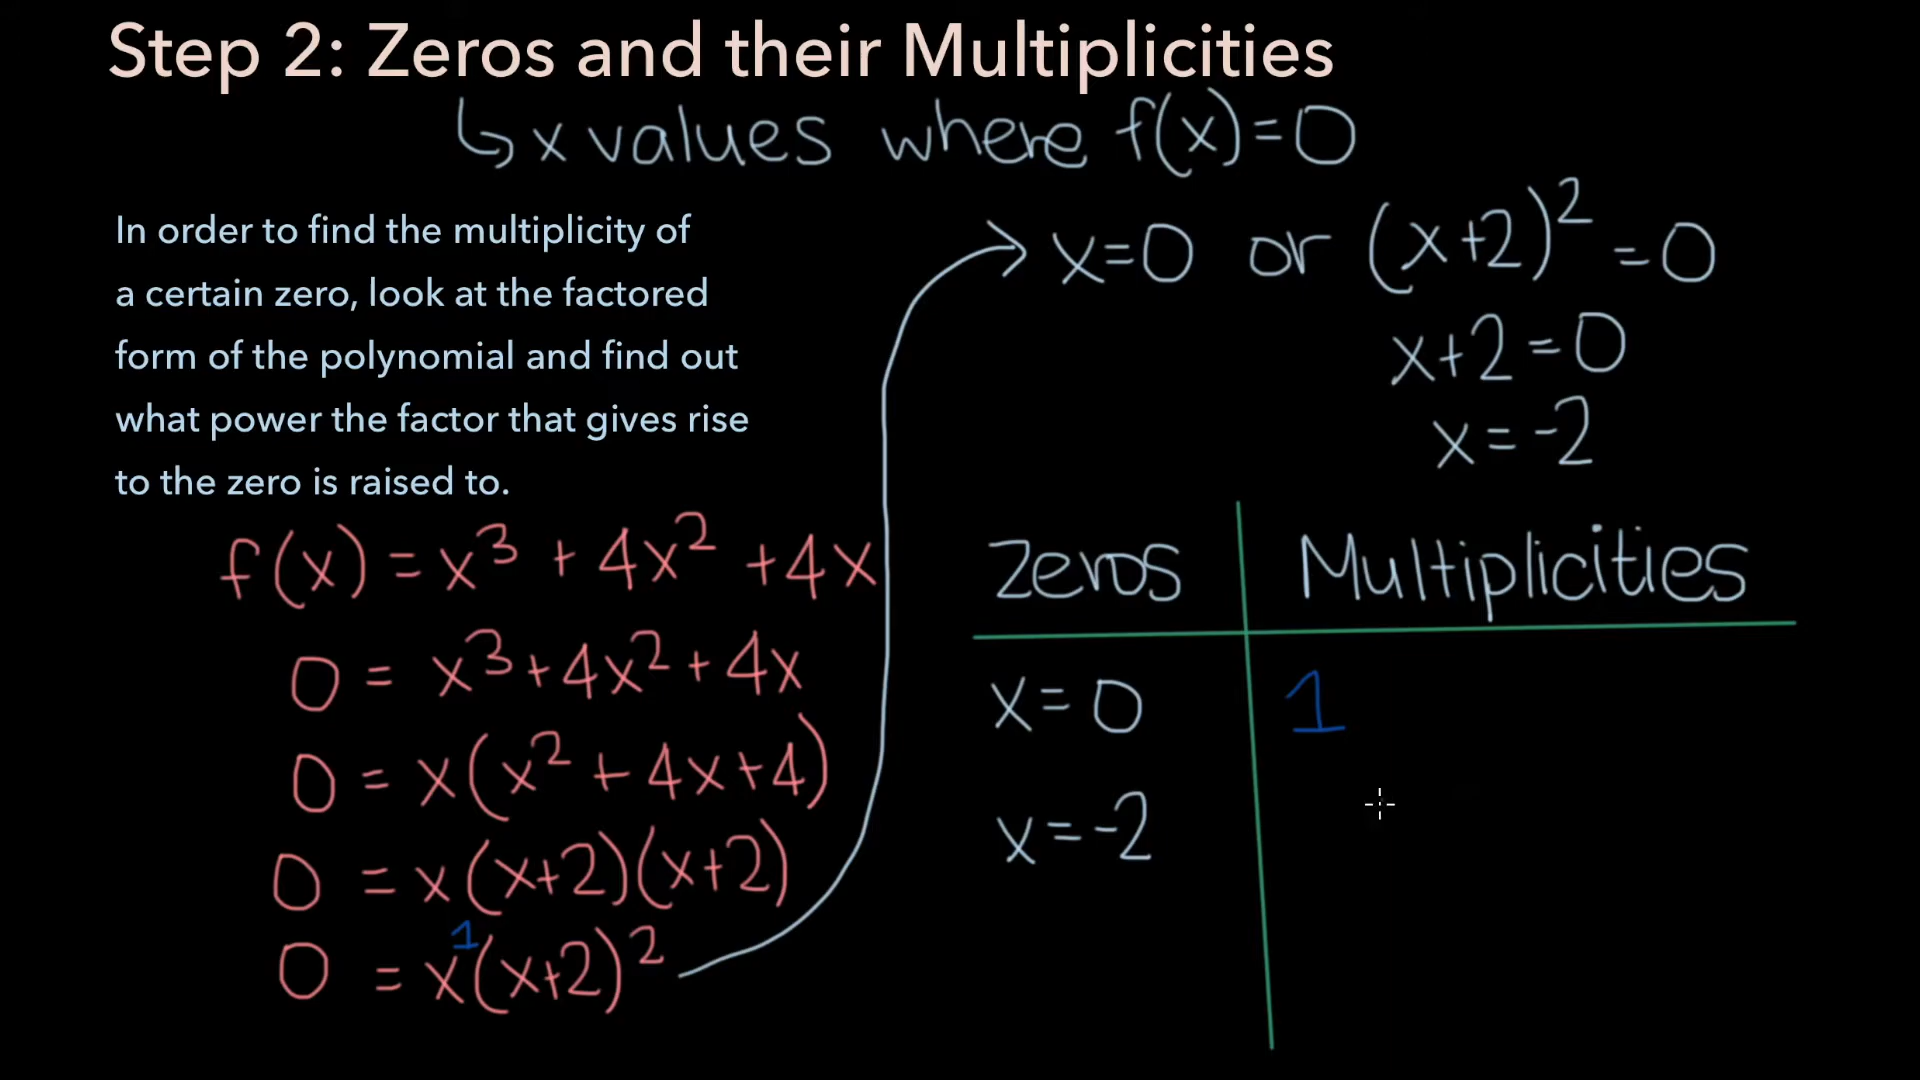 Step 2: Zeros and their Multiplicities
↳ x values where f(x)=0
In order to find the multiplicity of
a certain zero, look at the factored
form of the polynomial and find out
what power the factor that gives rise
to the zero is raised to.
f(x) = x³ + 4x² + 4x
0 = x³ + 4x² + 4x
0 = x(x² + 4x + 4)
0 = x(x+2)(x+2)
0 = x¹(x+2)²
x=0 or (x+2)² = 0
x+2=0
x=-2
Zeros Multiplicities
x=0 1
x=-2